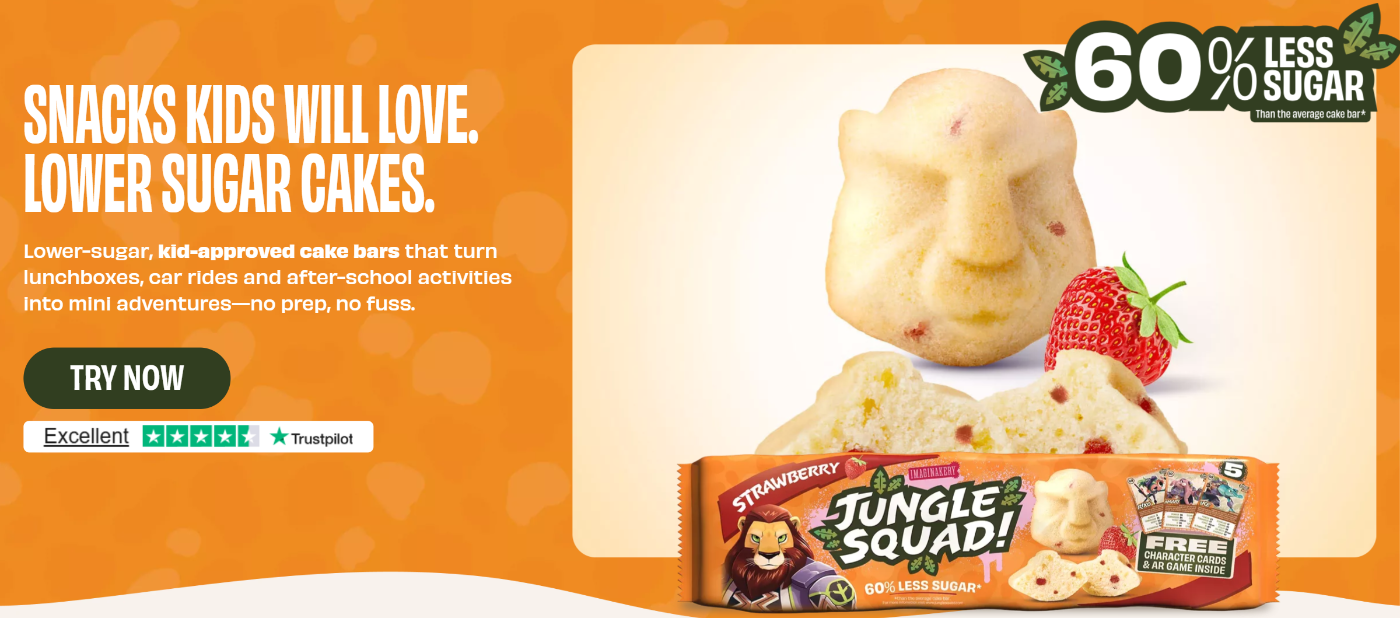 60% LESS
SUGAR
Than the average cake bar*
SNACKS KIDS WILL LOVE.
LOWER SUGAR CAKES.
Lower-sugar, kid-approved cake bars that turn
lunchboxes, car rides and after-school activities
into mini adventures—no prep, no fuss.
TRY NOW
Excellent
Trustpilot
STRAWBERRY
IMAGINAKERY
JUNGLE
SQUAD!
60% LESS SUGAR*
5
FREE
CHARACTER CARDS
& AR GAME INSIDE